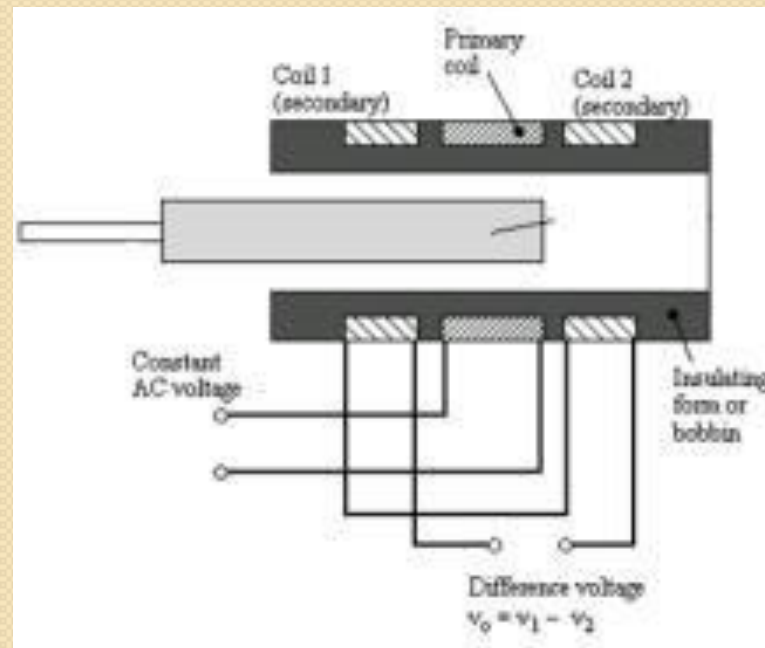 Primary
coil
Coil 1
(secondary)
Coil 2
(secondary)
Constant
AC voltage
Insulating
form or
bobbin
Difference voltage
v₀ = v₁ - v₂